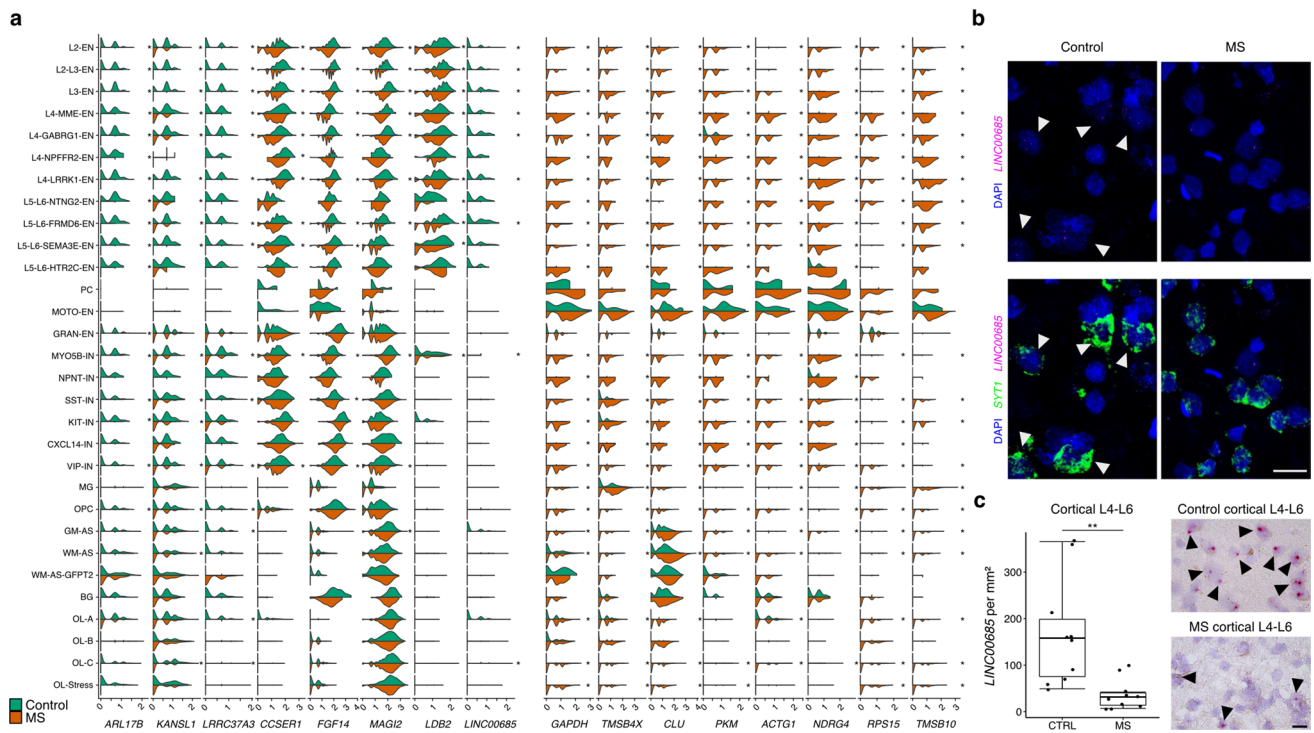 a
L2-EN
L2-L3-EN
L3-EN
L4-MME-EN
L4-GABRG1-EN
L4-NPFFR2-EN
L4-LRRK1-EN
L5-L6-NTNG2-EN
L5-L6-FRMD6-EN
L5-L6-SEMA3E-EN
L5-L6-HTR2C-EN
PC
MOTO-EN
GRAN-EN
MYO5B-IN
NPNT-IN
SST-IN
KIT-IN
CXCL14-IN
VIP-IN
MG
OPC
GM-AS
WM-AS
WM-AS-GFPT2
BG
OL-A
OL-B
OL-C
OL-Stress
Control
MS
ARL17B KANSL1 LRRC37A3 CCSER1 FGF14 MAGI2 LDB2 LINC00685 GAPDH TMSB4X CLU PKM ACTG1 NDRG4 RPS15 TMSB10
b
Control MS
DAPI LINC00685
DAPI SYT1 LINC00685
c
Cortical L4-L6
**
LINC00685 per mm²
300
200
100
0
CTRL MS
Control cortical L4-L6
MS cortical L4-L6